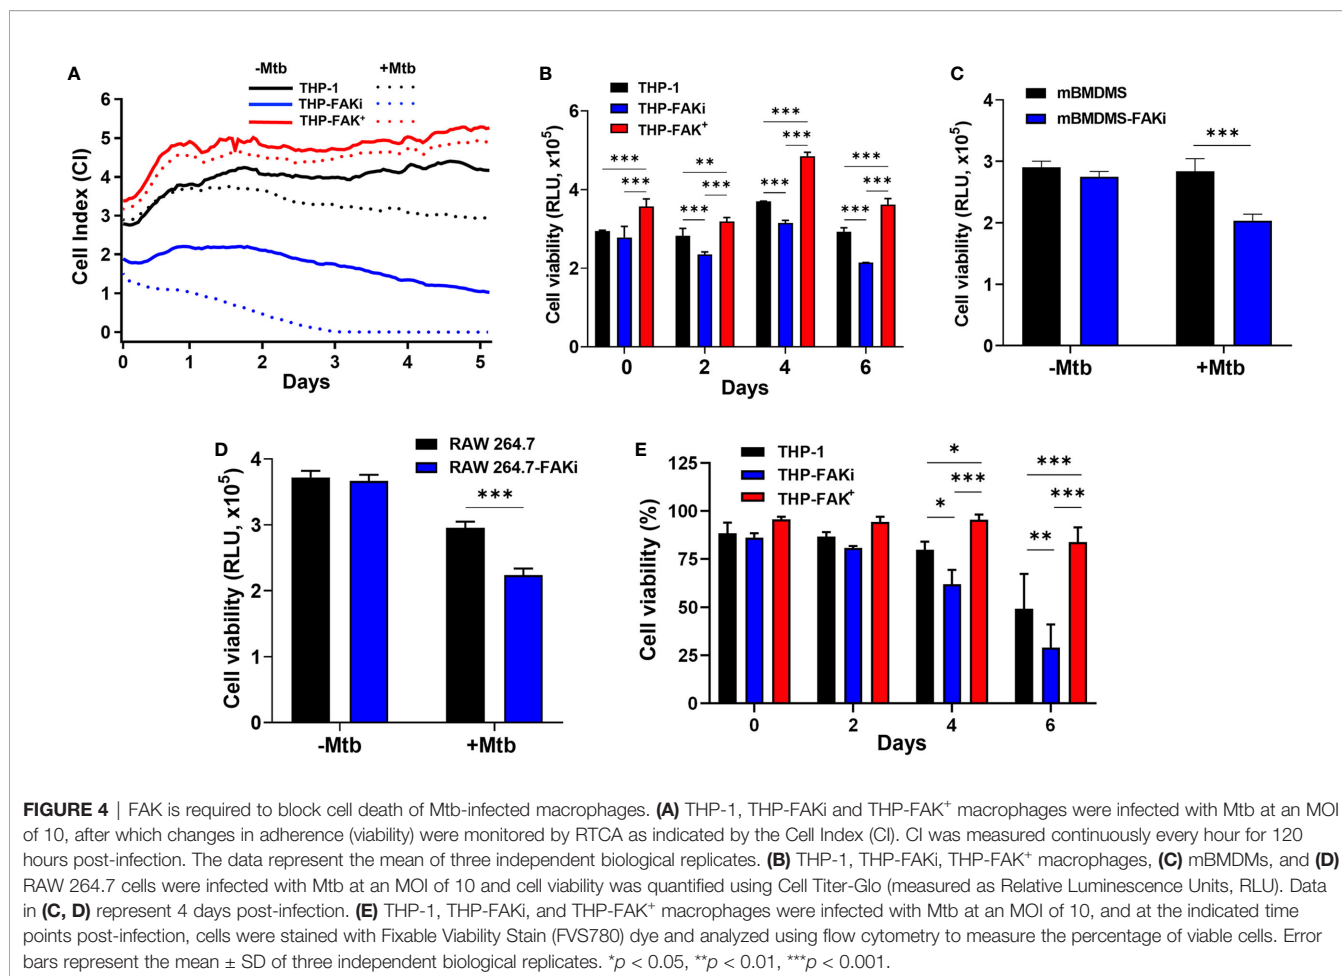 A
-Mtb +Mtb
THP-1
THP-FAKi
THP-FAK+
Cell Index (CI)
6
5
4
3
2
1
0
0 1 2 3 4 5
Days
B
THP-1
THP-FAKi
THP-FAK+
Cell viability (RLU, x10⁵)
6
4
2
0
*** *** *** ** *** *** *** *** *** *** ***
0 2 4 6
Days
C
mBMDMS
mBMDMS-FAKi
Cell viability (RLU, x10⁵)
4
3
2
1
0
***
-Mtb +Mtb
D
RAW 264.7
RAW 264.7-FAKi
Cell viability (RLU, x10⁵)
4
3
2
1
0
***
-Mtb +Mtb
E
THP-1
THP-FAKi
THP-FAK+
Cell viability (%)
125
100
75
50
25
0
* *** * *** *** **
0 2 4 6
Days
FIGURE 4 | FAK is required to block cell death of Mtb-infected macrophages. (A) THP-1, THP-FAKi and THP-FAK+ macrophages were infected with Mtb at an MOI
of 10, after which changes in adherence (viability) were monitored by RTCA as indicated by the Cell Index (CI). CI was measured continuously every hour for 120
hours post-infection. The data represent the mean of three independent biological replicates. (B) THP-1, THP-FAKi, THP-FAK+ macrophages, (C) mBMDMs, and (D)
RAW 264.7 cells were infected with Mtb at an MOI of 10 and cell viability was quantified using Cell Titer-Glo (measured as Relative Luminescence Units, RLU). Data
in (C, D) represent 4 days post-infection. (E) THP-1, THP-FAKi, and THP-FAK+ macrophages were infected with Mtb at an MOI of 10, and at the indicated time
points post-infection, cells were stained with Fixable Viability Stain (FVS780) dye and analyzed using flow cytometry to measure the percentage of viable cells. Error
bars represent the mean ± SD of three independent biological replicates. *p < 0.05, **p < 0.01, ***p < 0.001.